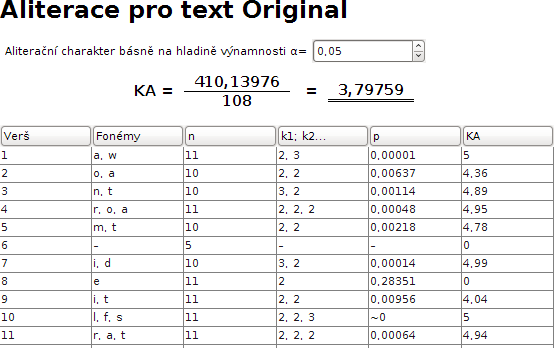 Aliterace pro text Original
Aliterační charakter básně na hladině výnamnosti α= 0,05
KA = 410,13976 / 108 = 3,79759
Verš Fonémy n k1; k2... p KA
1 a, w 11 2, 3 0,00001 5
2 o, a 10 2, 2 0,00637 4,36
3 n, t 10 3, 2 0,00114 4,89
4 r, o, a 11 2, 2, 2 0,00048 4,95
5 m, t 10 2, 2 0,00218 4,78
6 – 5 – – 0
7 i, d 10 3, 2 0,00014 4,99
8 e 11 2 0,28351 0
9 i, t 11 2, 2 0,00956 4,04
10 l, f, s 11 2, 2, 3 ~0 5
11 r, a, t 11 2, 2, 2 0,00064 4,94